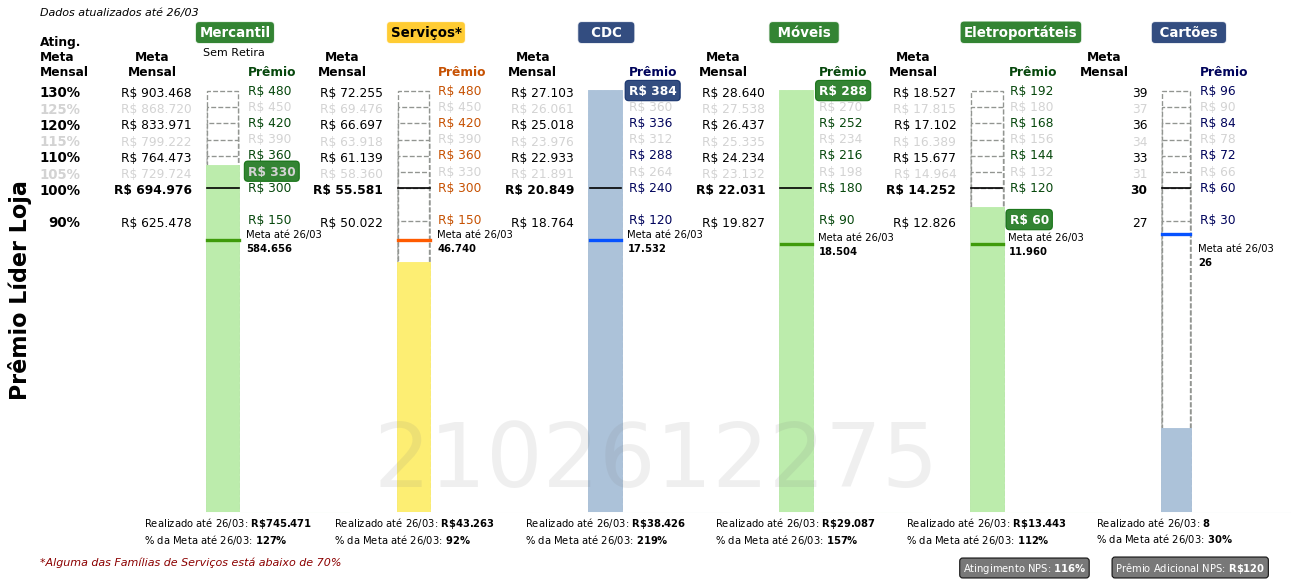 Dados atualizados até 26/03
Mercantil Serviços* CDC Móveis Eletroportáteis Cartões
Sem Retira
Ating. Meta Mensal Meta Mensal Prêmio Meta Mensal Prêmio Meta Mensal Prêmio Meta Mensal Prêmio Meta Mensal Prêmio Meta Mensal Prêmio
130% R$ 903.468 R$ 480 R$ 72.255 R$ 480 R$ 27.103 R$ 384 R$ 28.640 R$ 288 R$ 18.527 R$ 192 39 R$ 96
125% R$ 868.720 R$ 450 R$ 69.476 R$ 450 R$ 26.061 R$ 360 R$ 27.538 R$ 270 R$ 17.815 R$ 180 37 R$ 90
120% R$ 833.971 R$ 420 R$ 66.697 R$ 420 R$ 25.018 R$ 336 R$ 26.437 R$ 252 R$ 17.102 R$ 168 36 R$ 84
115% R$ 799.222 R$ 390 R$ 63.918 R$ 390 R$ 23.976 R$ 312 R$ 25.335 R$ 234 R$ 16.389 R$ 156 34 R$ 78
110% R$ 764.473 R$ 360 R$ 61.139 R$ 360 R$ 22.933 R$ 288 R$ 24.234 R$ 216 R$ 15.677 R$ 144 33 R$ 72
105% R$ 729.724 R$ 330 R$ 58.360 R$ 330 R$ 21.891 R$ 264 R$ 23.132 R$ 198 R$ 14.964 R$ 132 31 R$ 66
100% R$ 694.976 R$ 300 R$ 55.581 R$ 300 R$ 20.849 R$ 240 R$ 22.031 R$ 180 R$ 14.252 R$ 120 30 R$ 60
90% R$ 625.478 R$ 150 R$ 50.022 R$ 150 R$ 18.764 R$ 120 R$ 19.827 R$ 90 R$ 12.826 R$ 60 27 R$ 30
Meta até 26/03 Meta até 26/03 Meta até 26/03 Meta até 26/03 Meta até 26/03 Meta até 26/03
584.656 46.740 17.532 18.504 11.960 26
Prêmio Líder Loja
2102612275
Realizado até 26/03: R$745.471 Realizado até 26/03: R$43.263 Realizado até 26/03: R$38.426 Realizado até 26/03: R$29.087 Realizado até 26/03: R$13.443 Realizado até 26/03: 8
% da Meta até 26/03: 127% % da Meta até 26/03: 92% % da Meta até 26/03: 219% % da Meta até 26/03: 157% % da Meta até 26/03: 112% % da Meta até 26/03: 30%
*Alguma das Famílias de Serviços está abaixo de 70% Atingimento NPS: 116% Prêmio Adicional NPS: R$120